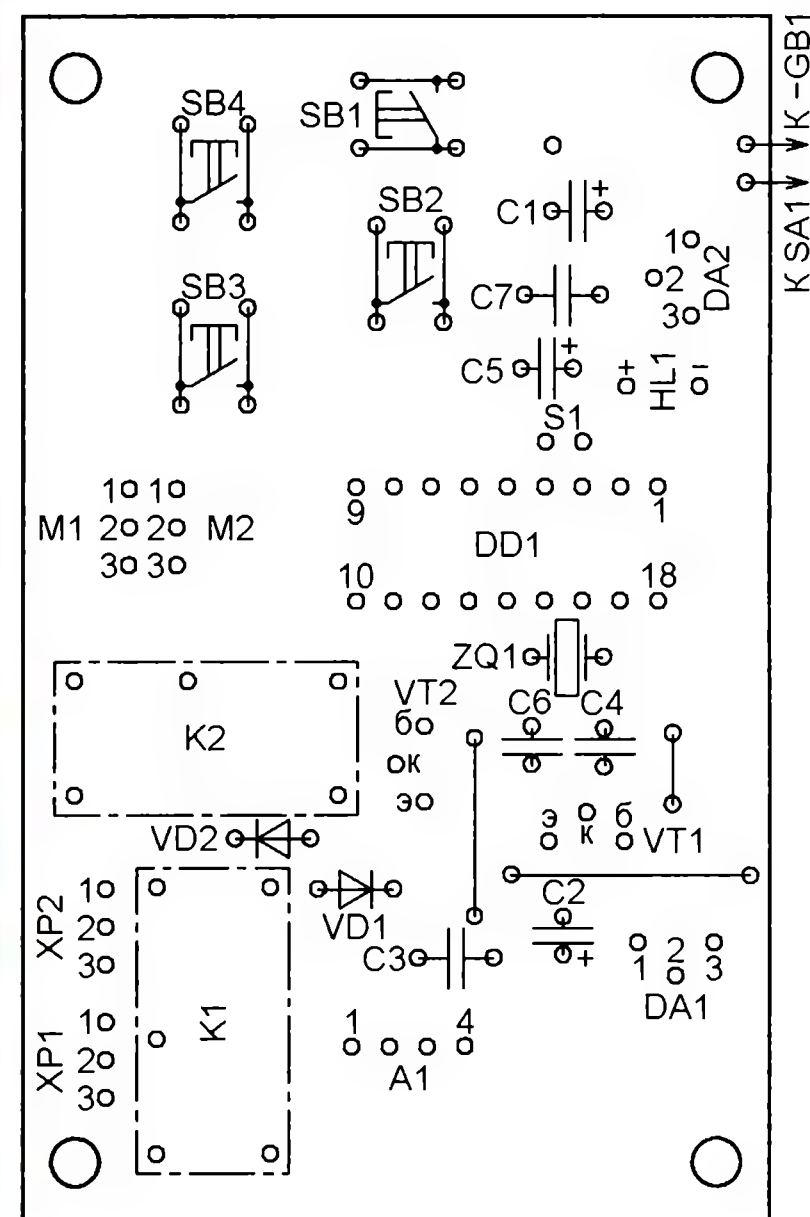 К -GB1
К SA1
SB4
SB1
SB2
SB3
C1 +
C7
C5 +
1
2
3
DA2
+ HL1 -
S1
M1
1 1
2 2
3 3
M2
9 1
DD1
10 18
ZQ1
K2
VT2
б
к
э
C6 C4
э к б
VT1
VD2
VD1
XP2
1
2
3
C2
+
C3
1 2 3
DA1
K1
XP1
1
2
3
1 4
A1